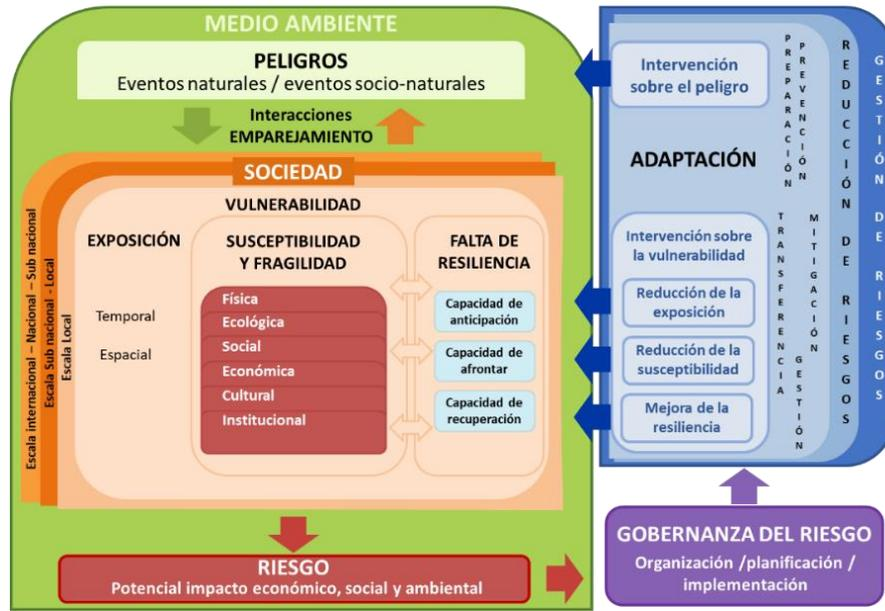 MEDIO AMBIENTE
PELIGROS
Eventos naturales / eventos socio-naturales
Interacciones
EMPAREJAMIENTO
SOCIEDAD
Escala internacional – Nacional – Sub nacional
Escala Sub nacional - Local
Escala Local
VULNERABILIDAD
EXPOSICIÓN
Temporal
Espacial
SUSCEPTIBILIDAD
Y FRAGILIDAD
Física
Ecológica
Social
Económica
Cultural
Institucional
FALTA DE
RESILIENCIA
Capacidad de
anticipación
Capacidad de
afrontar
Capacidad de
recuperación
RIESGO
Potencial impacto económico, social y ambiental
Intervención
sobre el peligro
ADAPTACIÓN
Intervención sobre
la vulnerabilidad
Reducción de la
exposición
Reducción de la
susceptibilidad
Mejora de la
resiliencia
PREPARACIÓN
PREVENCIÓN
TRANSFERENCIA
GESTIÓN
MITIGACIÓN
REDUCCIÓN DE RIESGOS
GESTIÓN DE RIESGOS
GOBERNANZA DEL RIESGO
Organización /planificación /
implementación